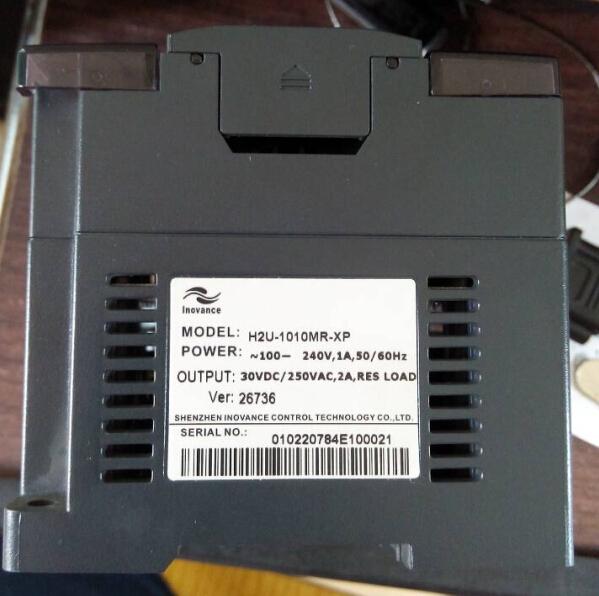 Inovance
MODEL: H2U-1010MR-XP
POWER: ~100— 240V,1A,50/60Hz
OUTPUT: 30VDC/250VAC,2A,RES LOAD
Ver: 26736
SHENZHEN INOVANCE CONTROL TECHNOLOGY CO.,LTD.
SERIAL NO.: 010220784E100021